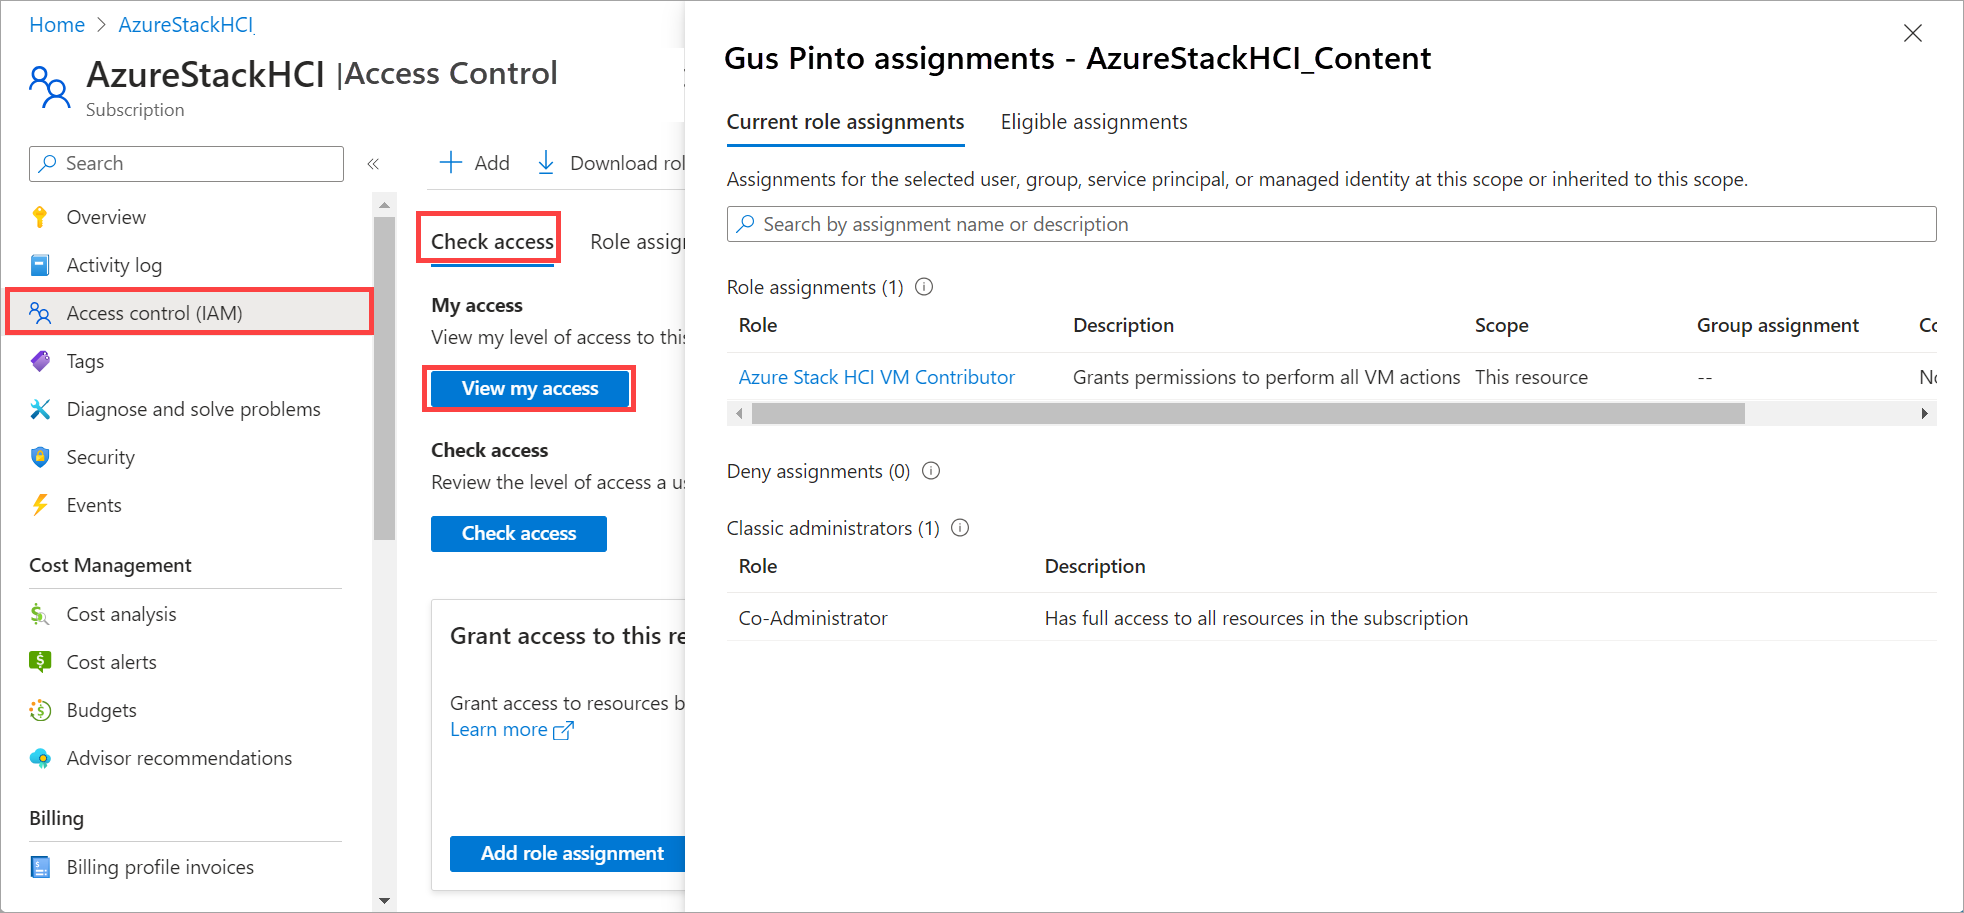 Home > AzureStackHCI
AzureStackHCI |Access Control
Subscription
Search
«
Overview
Activity log
Access control (IAM)
Tags
Diagnose and solve problems
Security
Events
Cost Management
Cost analysis
Cost alerts
Budgets
Advisor recommendations
Billing
Billing profile invoices
Add
Download rol
Check access
Role assign
My access
View my level of access to this
View my access
Check access
Review the level of access a us
Check access
Grant access to this re
Grant access to resources b
Learn more
Add role assignment
Gus Pinto assignments - AzureStackHCI_Content
Current role assignments
Eligible assignments
Assignments for the selected user, group, service principal, or managed identity at this scope or inherited to this scope.
Search by assignment name or description
Role assignments (1)
Role Description Scope Group assignment Co
Azure Stack HCI VM Contributor Grants permissions to perform all VM actions This resource -- No
Deny assignments (0)
Classic administrators (1)
Role Description
Co-Administrator Has full access to all resources in the subscription